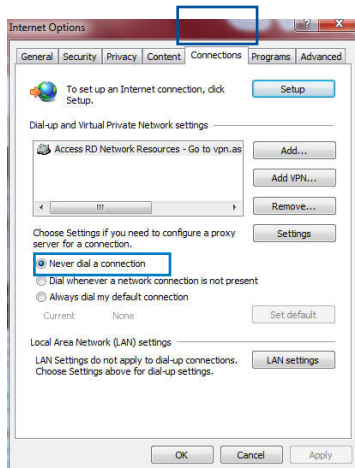 Internet Options
General Security Privacy Content Connections Programs Advanced
To set up an Internet connection, click
Setup.
Setup
Dial-up and Virtual Private Network settings
Access RD Network Resources - Go to vpn.as
Add...
Add VPN...
Remove...
Choose Settings if you need to configure a proxy
server for a connection.
Settings
Never dial a connection
Dial whenever a network connection is not present
Always dial my default connection
Current None
Set default
Local Area Network (LAN) settings
LAN Settings do not apply to dial-up connections.
Choose Settings above for dial-up settings.
LAN settings
OK Cancel Apply